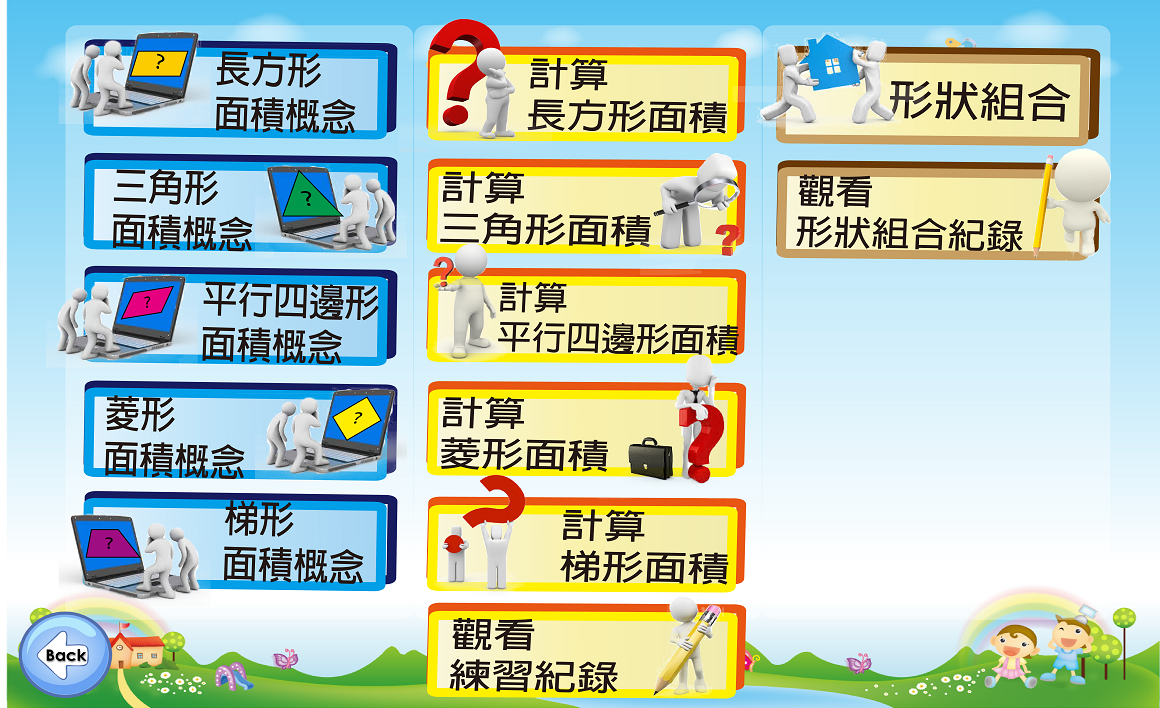 長方形
面積概念
三角形
面積概念
平行四邊形
面積概念
菱形
面積概念
梯形
面積概念
計算
長方形面積
計算
三角形面積
計算
平行四邊形面積
計算
菱形面積
計算
梯形面積
觀看
練習紀錄
形狀組合
觀看
形狀組合紀錄
Back
?
?
?
?
?